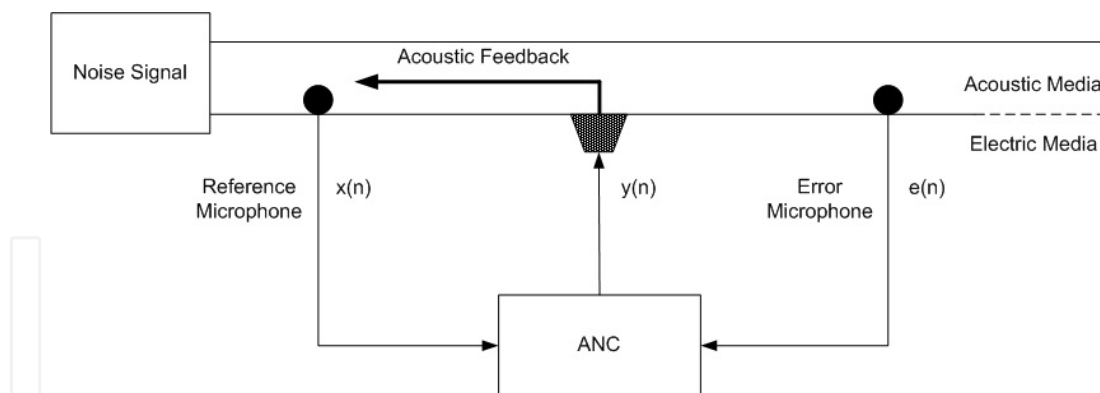 Acoustic Feedback
Noise Signal
Acoustic Media
Electric Media
Reference
Microphone
x(n)
y(n)
Error
Microphone
e(n)
ANC